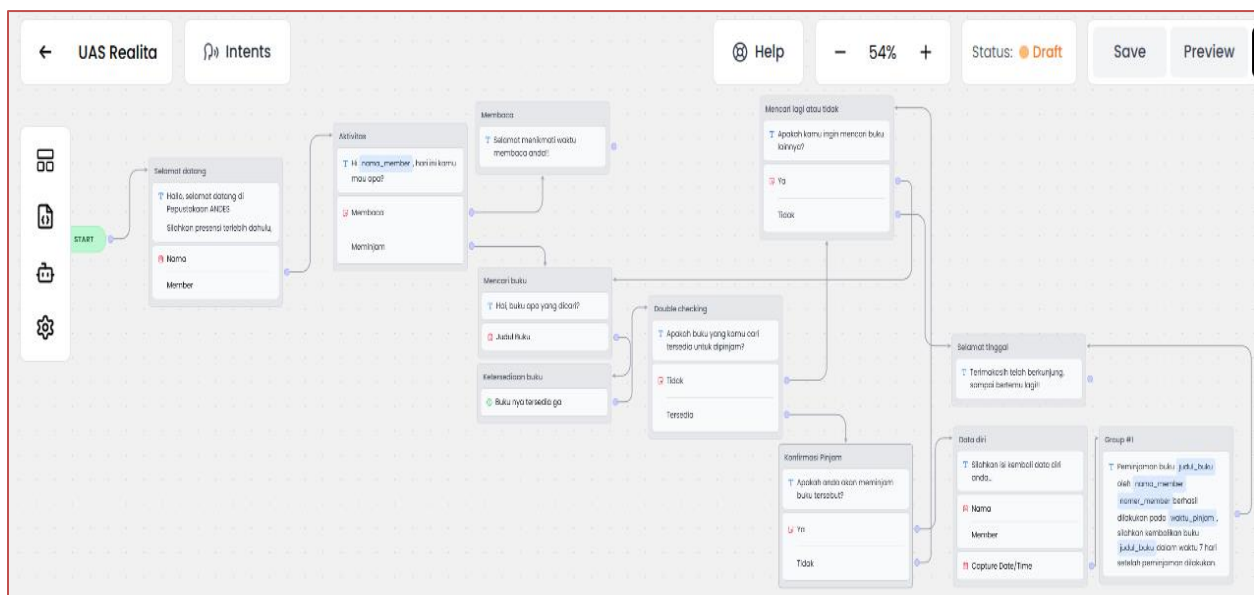 UAS Realita
Intents
Help
54%
Status: Draft
Save
Preview
START
Selamat datang
Hallo, selamat datang di
Pepustakaan ANDES
Silahkan presensi terlebih dahulu,
Nama
Member
Aktivitas
Hi nama_member , hari ini kamu
mau apa?
Membaca
Meminjam
Membaca
Selamat menikmati waktu
membaca anda!!
Mencari buku
Hai, buku apa yang dicari?
Judul Buku
Ketersediaan buku
Buku nya tersedia ga
Double checking
Apakah buku yang kamu cari
tersedia untuk dipinjam?
Tidak
Tersedia
Mencari lagi atau tidak
Apakah kamu ingin mencari buku
lainnya?
Ya
Tidak
Konfirmasi Pinjam
Apakah anda akan meminjam
buku tersebut?
Ya
Tidak
Selamat tinggal
Terimakasih telah berkunjung,
sampai bertemu lagi!!
Data diri
Silahkan isi kembali data diri
anda...
Nama
Member
Capture Date/Time
Group #1
Peminjaman buku judul_buku
oleh nama_member
nomer_member berhasil
dilakukan pada waktu_pinjam ,
silahkan kembalikan buku
judul_buku dalam waktu 7 hari
setelah peminjaman dilakukan.